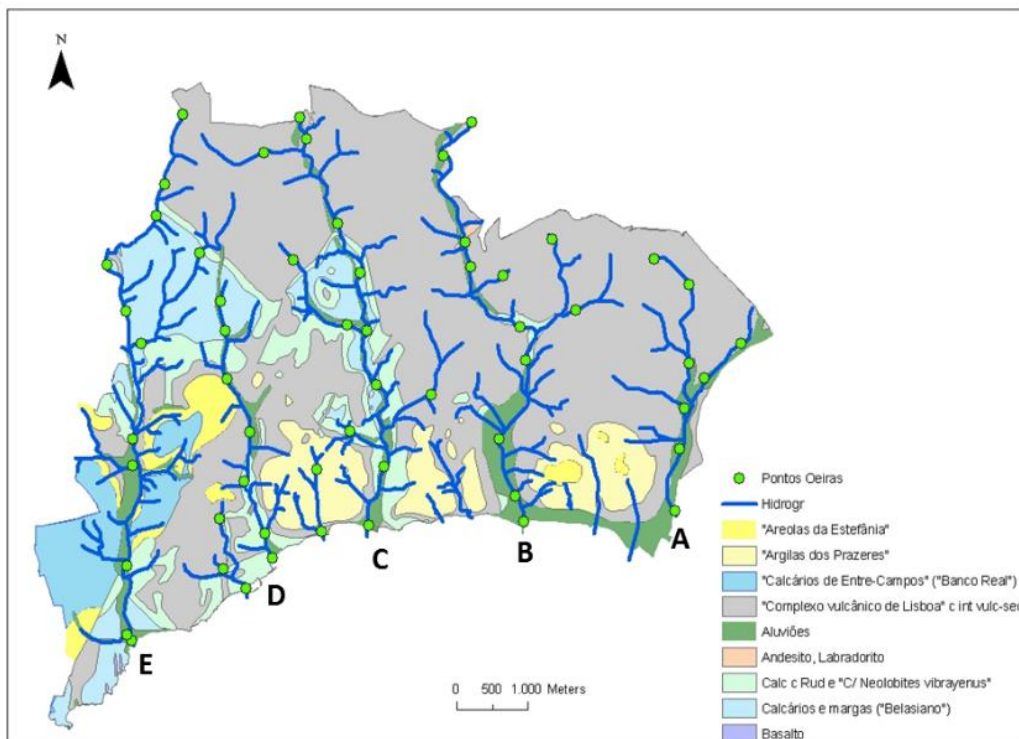 N
A
B
C
D
E
0 500 1.000 Meters
Pontos Oeiras
Hidrogr
"Areolas da Estefânia"
"Argilas dos Prazeres"
"Calcários de Entre-Campos" ("Banco Real")
"Complexo vulcânico de Lisboa" c int vulc-sed
Aluviões
Andesito, Labradorito
Calc c Rud e "C/ Neolobites vibrayenus"
Calcários e margas ("Belasiano")
Basalto